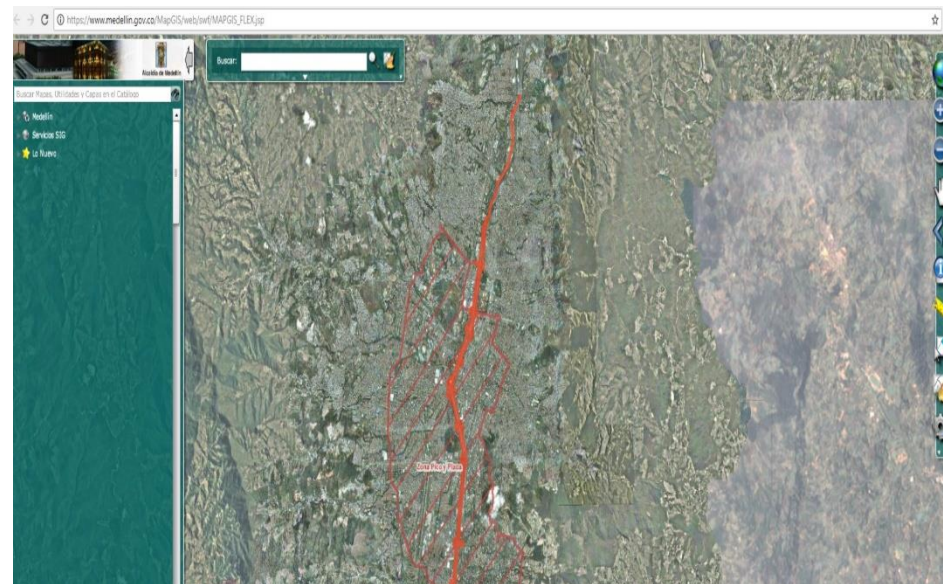 https://www.medellin.gov.co/MapGIS/web/swf/MAPGIS_FLEX.jsp
Alcaldía de Medellín
Buscar:
Buscar Mapas, Utilidades y Capas en el Catálogo
Medellín
Servicios SIG
Lo Nuevo
Zona Pico y Placa